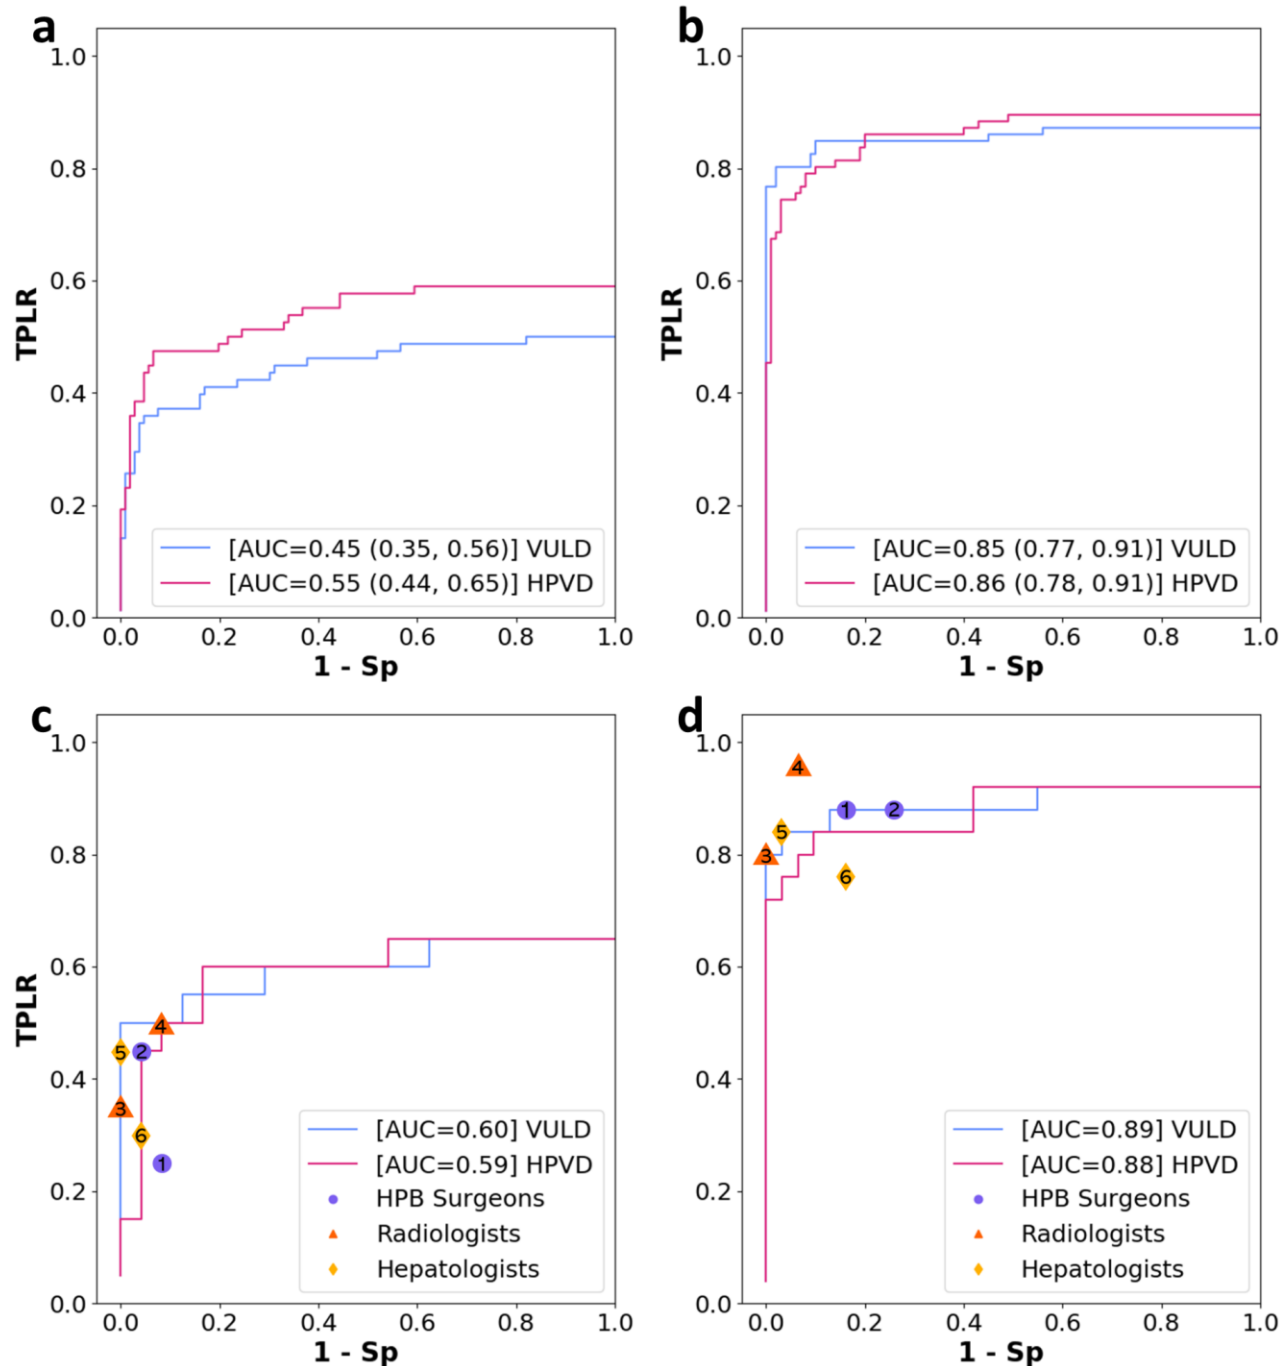 a
1.0
0.8
0.6
0.4
0.2
0.0
TPLR
[AUC=0.45 (0.35, 0.56)] VULD
[AUC=0.55 (0.44, 0.65)] HPVD
0.0 0.2 0.4 0.6 0.8 1.0
1 - Sp
b
1.0
0.8
0.6
0.4
0.2
0.0
TPLR
[AUC=0.85 (0.77, 0.91)] VULD
[AUC=0.86 (0.78, 0.91)] HPVD
0.0 0.2 0.4 0.6 0.8 1.0
1 - Sp
c
1.0
0.8
0.6
0.4
0.2
0.0
TPLR
4
5 2
3
6
1
[AUC=0.60] VULD
[AUC=0.59] HPVD
HPB Surgeons
Radiologists
Hepatologists
0.0 0.2 0.4 0.6 0.8 1.0
1 - Sp
d
1.0
0.8
0.6
0.4
0.2
0.0
4
1 2
5
3
6
[AUC=0.89] VULD
[AUC=0.88] HPVD
HPB Surgeons
Radiologists
Hepatologists
0.0 0.2 0.4 0.6 0.8 1.0
1 - Sp